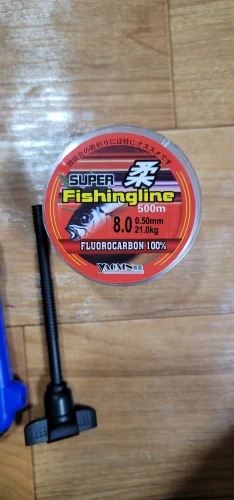 SUPER 柔
Fishingline
500m
8.0 0.50mm
21.0kg
FLUOROCARBON 100%